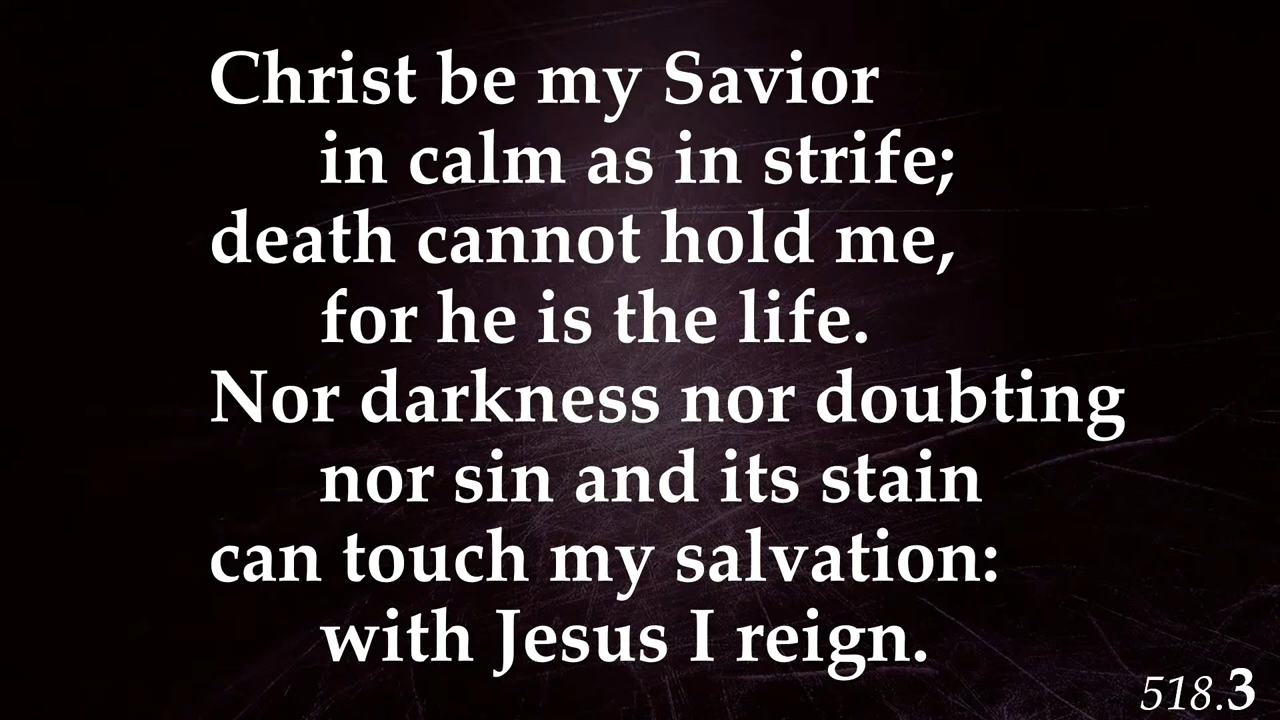 Christ be my Savior
in calm as in strife;
death cannot hold me,
for he is the life.
Nor darkness nor doubting
nor sin and its stain
can touch my salvation:
with Jesus I reign.
518.3